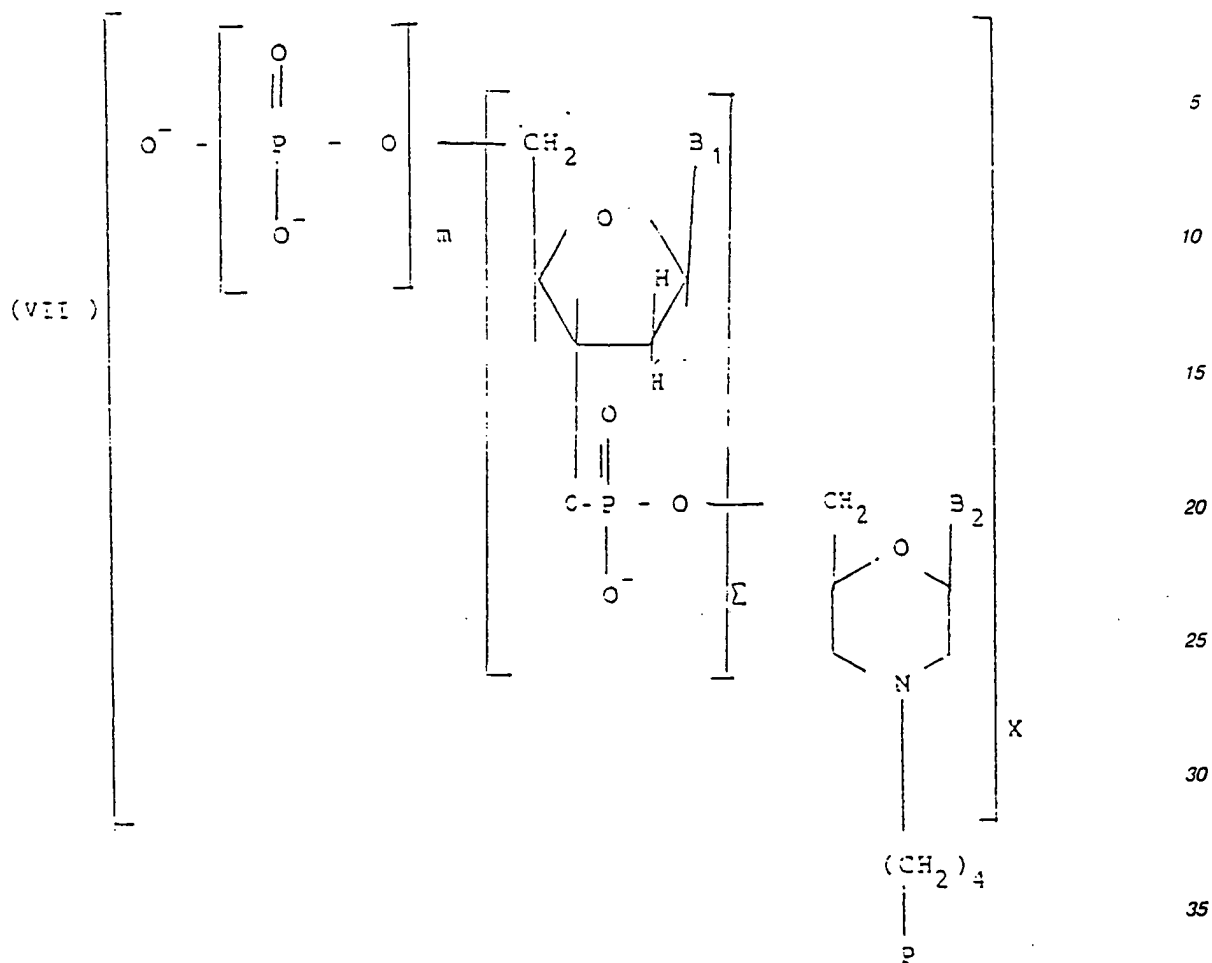 O
5
O⁻ - P - O CH₂ B₁
O
O⁻ m 10
H
(VII)
H 15
O
O - P - O CH₂ B₂ 20
O
O⁻ Σ
25
N
X
30
(CH₂)₄
35
P